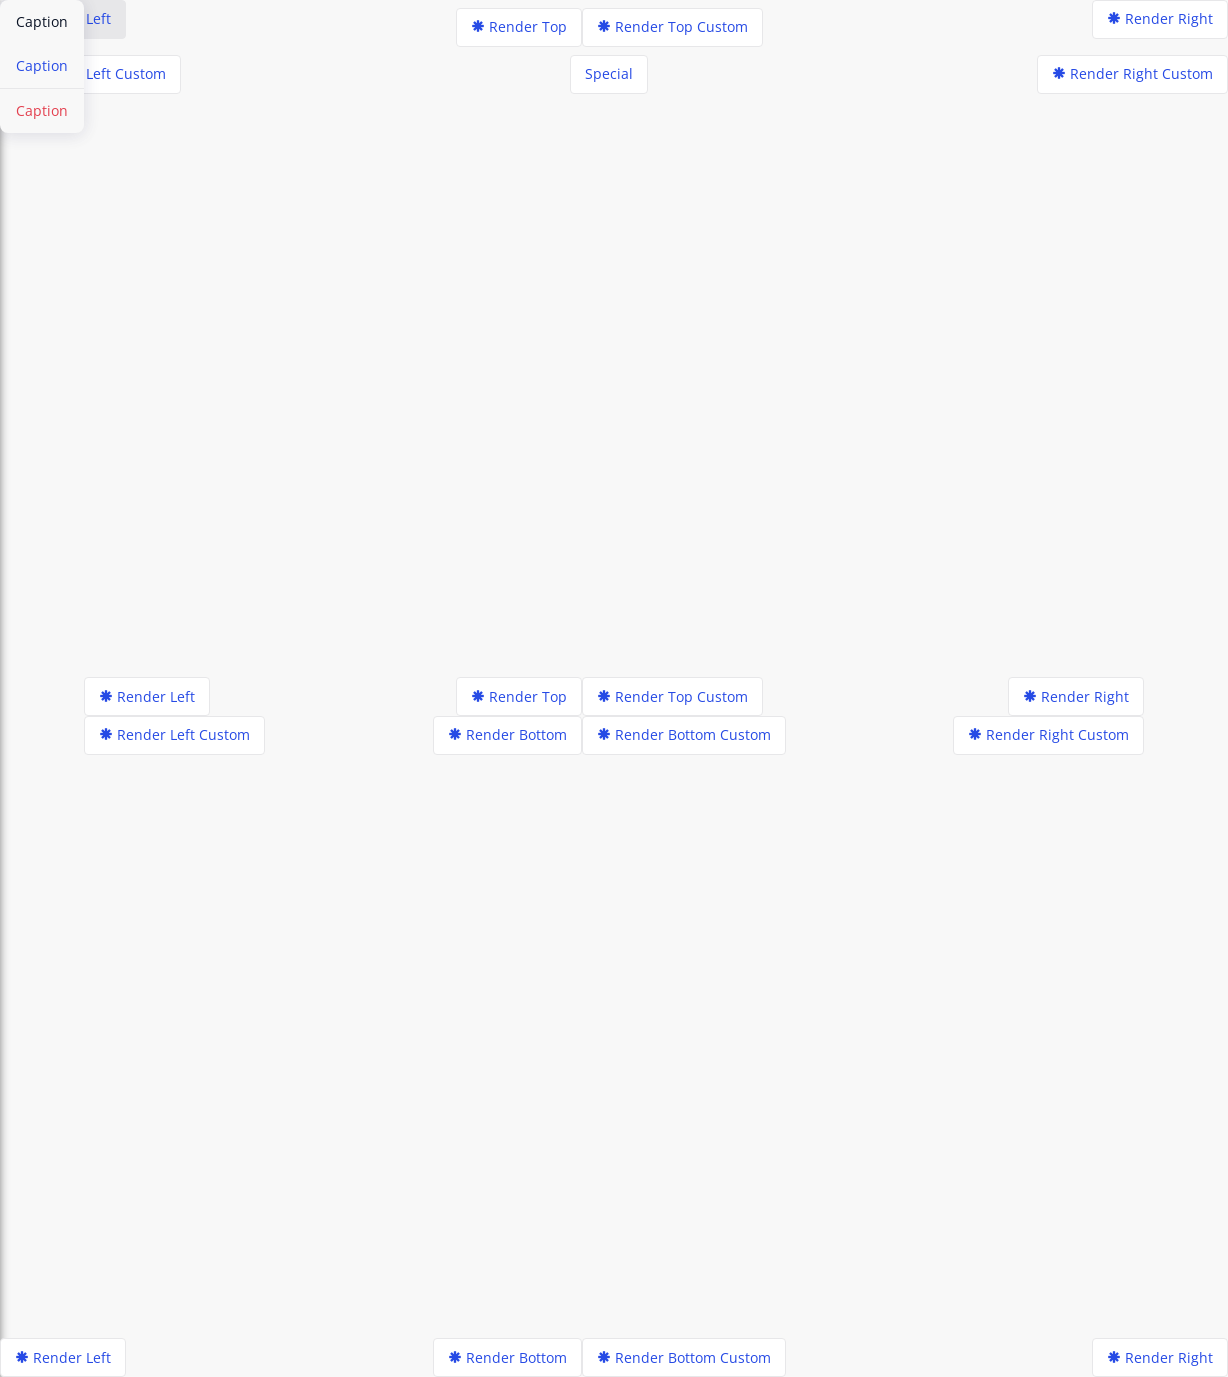 Caption
Left
Render Top
Render Top Custom
Render Right
Caption
Left Custom
Special
Render Right Custom
Caption
Render Left
Render Top
Render Top Custom
Render Right
Render Left Custom
Render Bottom
Render Bottom Custom
Render Right Custom
Render Left
Render Bottom
Render Bottom Custom
Render Right